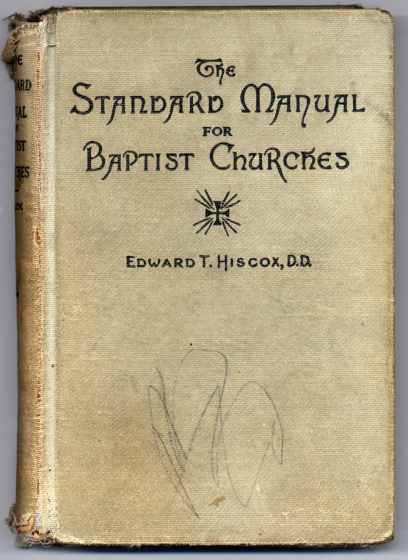 The
Standard Manual
for
Baptist Churches
Edward T. Hiscox, D.D.